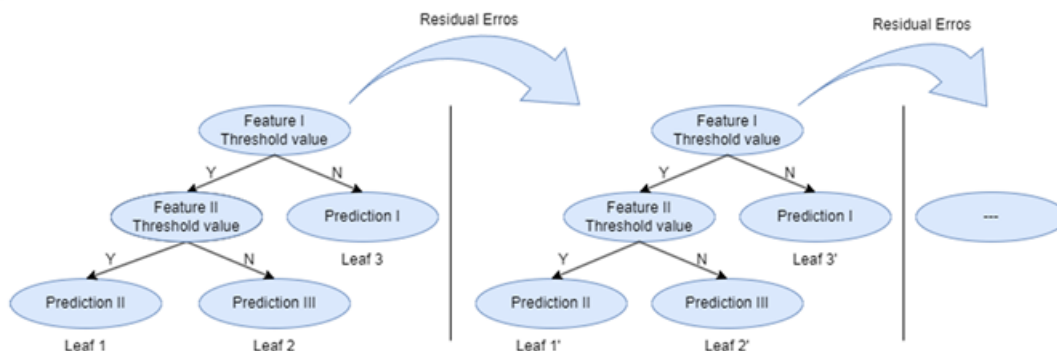 Residual Erros
Feature I
Threshold value
Y
N
Feature II
Threshold value
Prediction I
Leaf 3
Y
N
Prediction II
Prediction III
Leaf 1
Leaf 2
Residual Erros
Feature I
Threshold value
Y
N
Feature II
Threshold value
Prediction I
Leaf 3'
Y
N
Prediction II
Prediction III
Leaf 1'
Leaf 2'
---